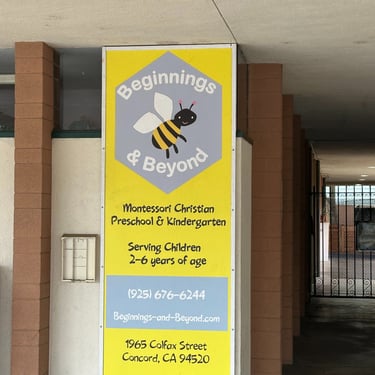 Beginnings
& Beyond
Montessori Christian
Preschool & Kindergarten
Serving Children
2-6 years of age
(925) 676-6244
Beginnings-and-Beyond.com
1965 Colfax Street
Concord, CA 94520